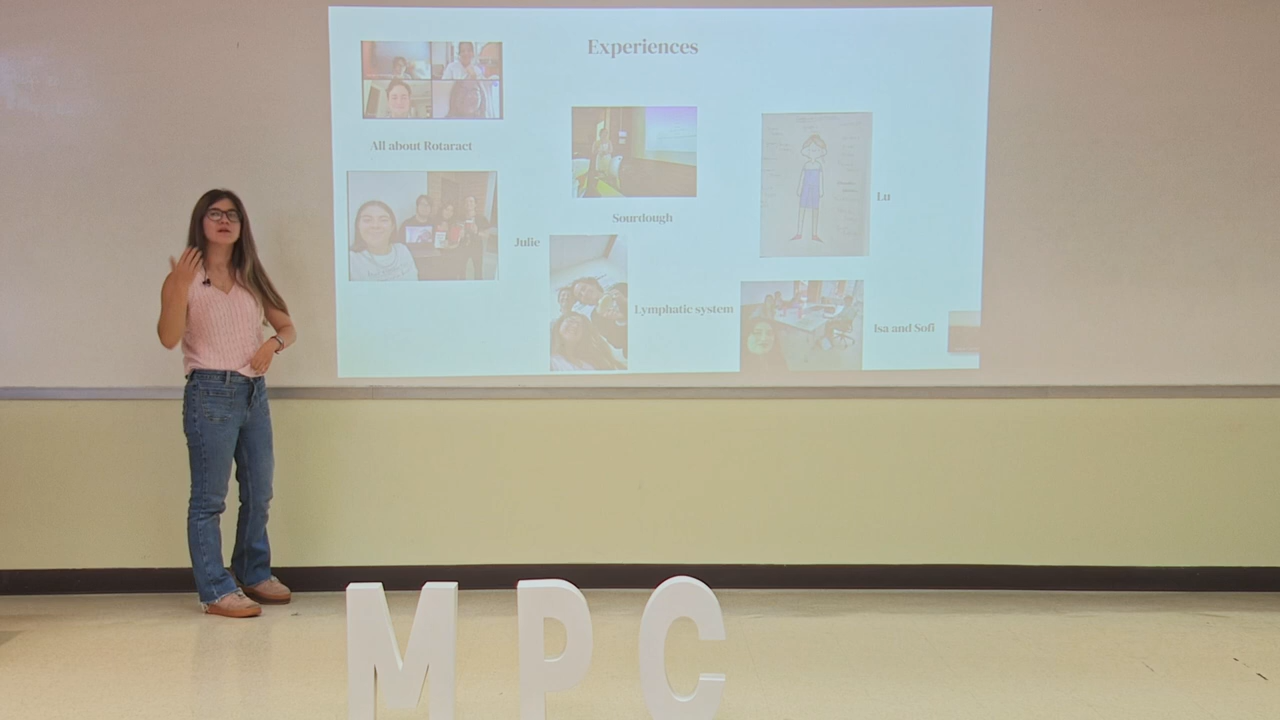 Experiences
All about Rotaract
Sourdough
Lu
Julie
Lymphatic system
Isa and Sofi
MPC